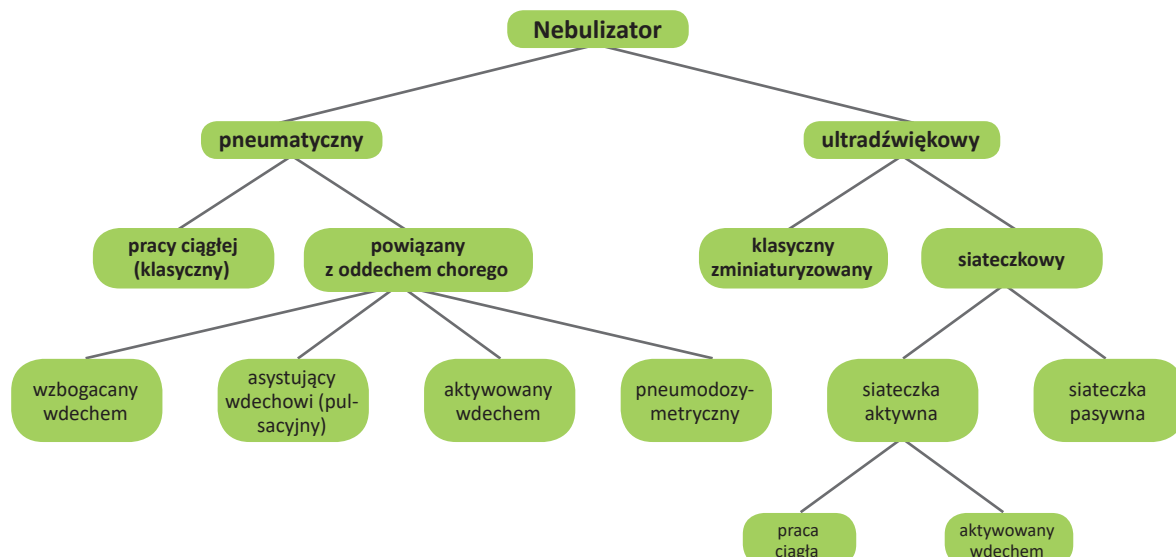 Nebulizator
pneumatyczny
ultradźwiękowy
pracy ciągłej
(klasyczny)
powiązany
z oddechem chorego
klasyczny
zminiaturyzowany
siateczkowy
wzbogacany
wdechem
asystujący
wdechowi (pul-
sacyjny)
aktywowany
wdechem
pneumodozy-
metryczny
siateczka
aktywna
siateczka
pasywna
praca
ciągła
aktywowany
wdechem